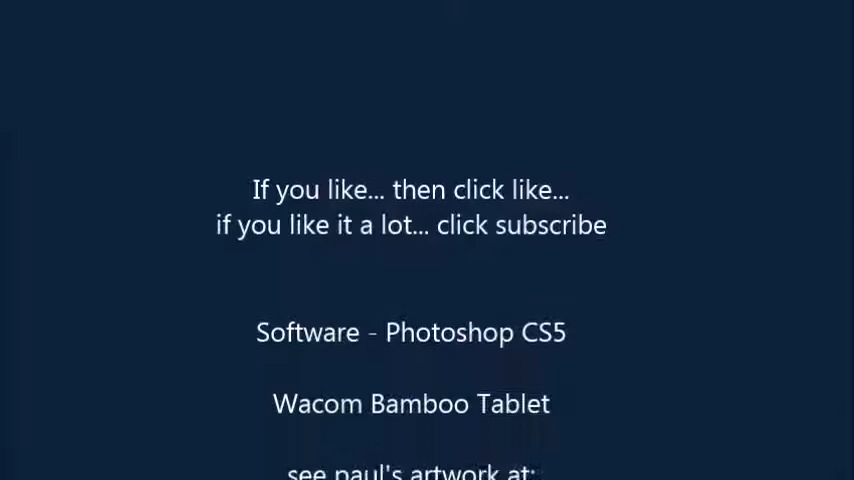 If you like... then click like...
if you like it a lot... click subscribe
Software - Photoshop CS5
Wacom Bamboo Tablet
see paul's artwork at: